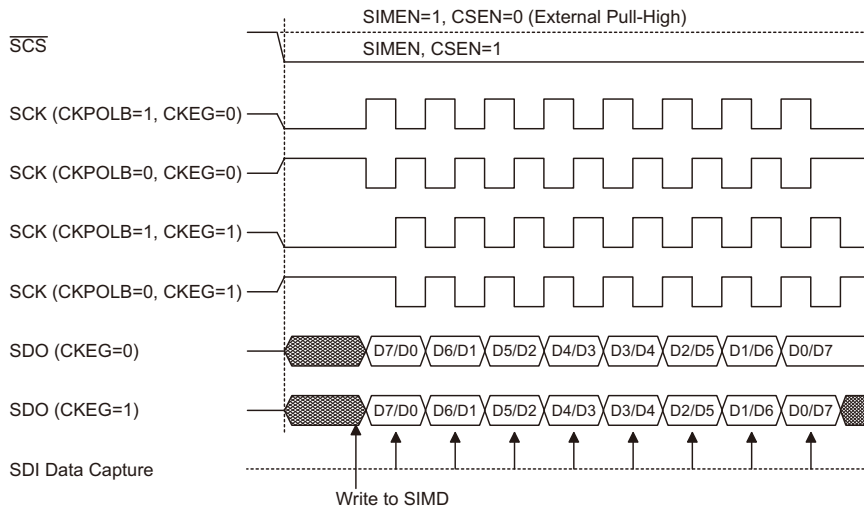 SIMEN=1, CSEN=0 (External Pull-High)
SCS
SIMEN, CSEN=1
SCK (CKPOLB=1, CKEG=0)
SCK (CKPOLB=0, CKEG=0)
SCK (CKPOLB=1, CKEG=1)
SCK (CKPOLB=0, CKEG=1)
SDO (CKEG=0) D7/D0 D6/D1 D5/D2 D4/D3 D3/D4 D2/D5 D1/D6 D0/D7
SDO (CKEG=1) D7/D0 D6/D1 D5/D2 D4/D3 D3/D4 D2/D5 D1/D6 D0/D7
SDI Data Capture
Write to SIMD